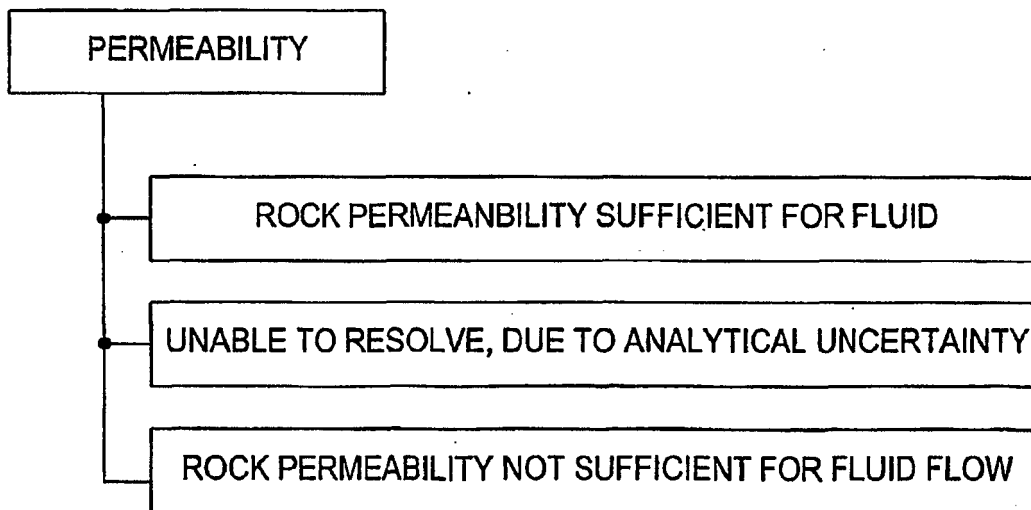 PERMEABILITY
ROCK PERMEANBILITY SUFFICIENT FOR FLUID
UNABLE TO RESOLVE, DUE TO ANALYTICAL UNCERTAINTY
ROCK PERMEABILITY NOT SUFFICIENT FOR FLUID FLOW